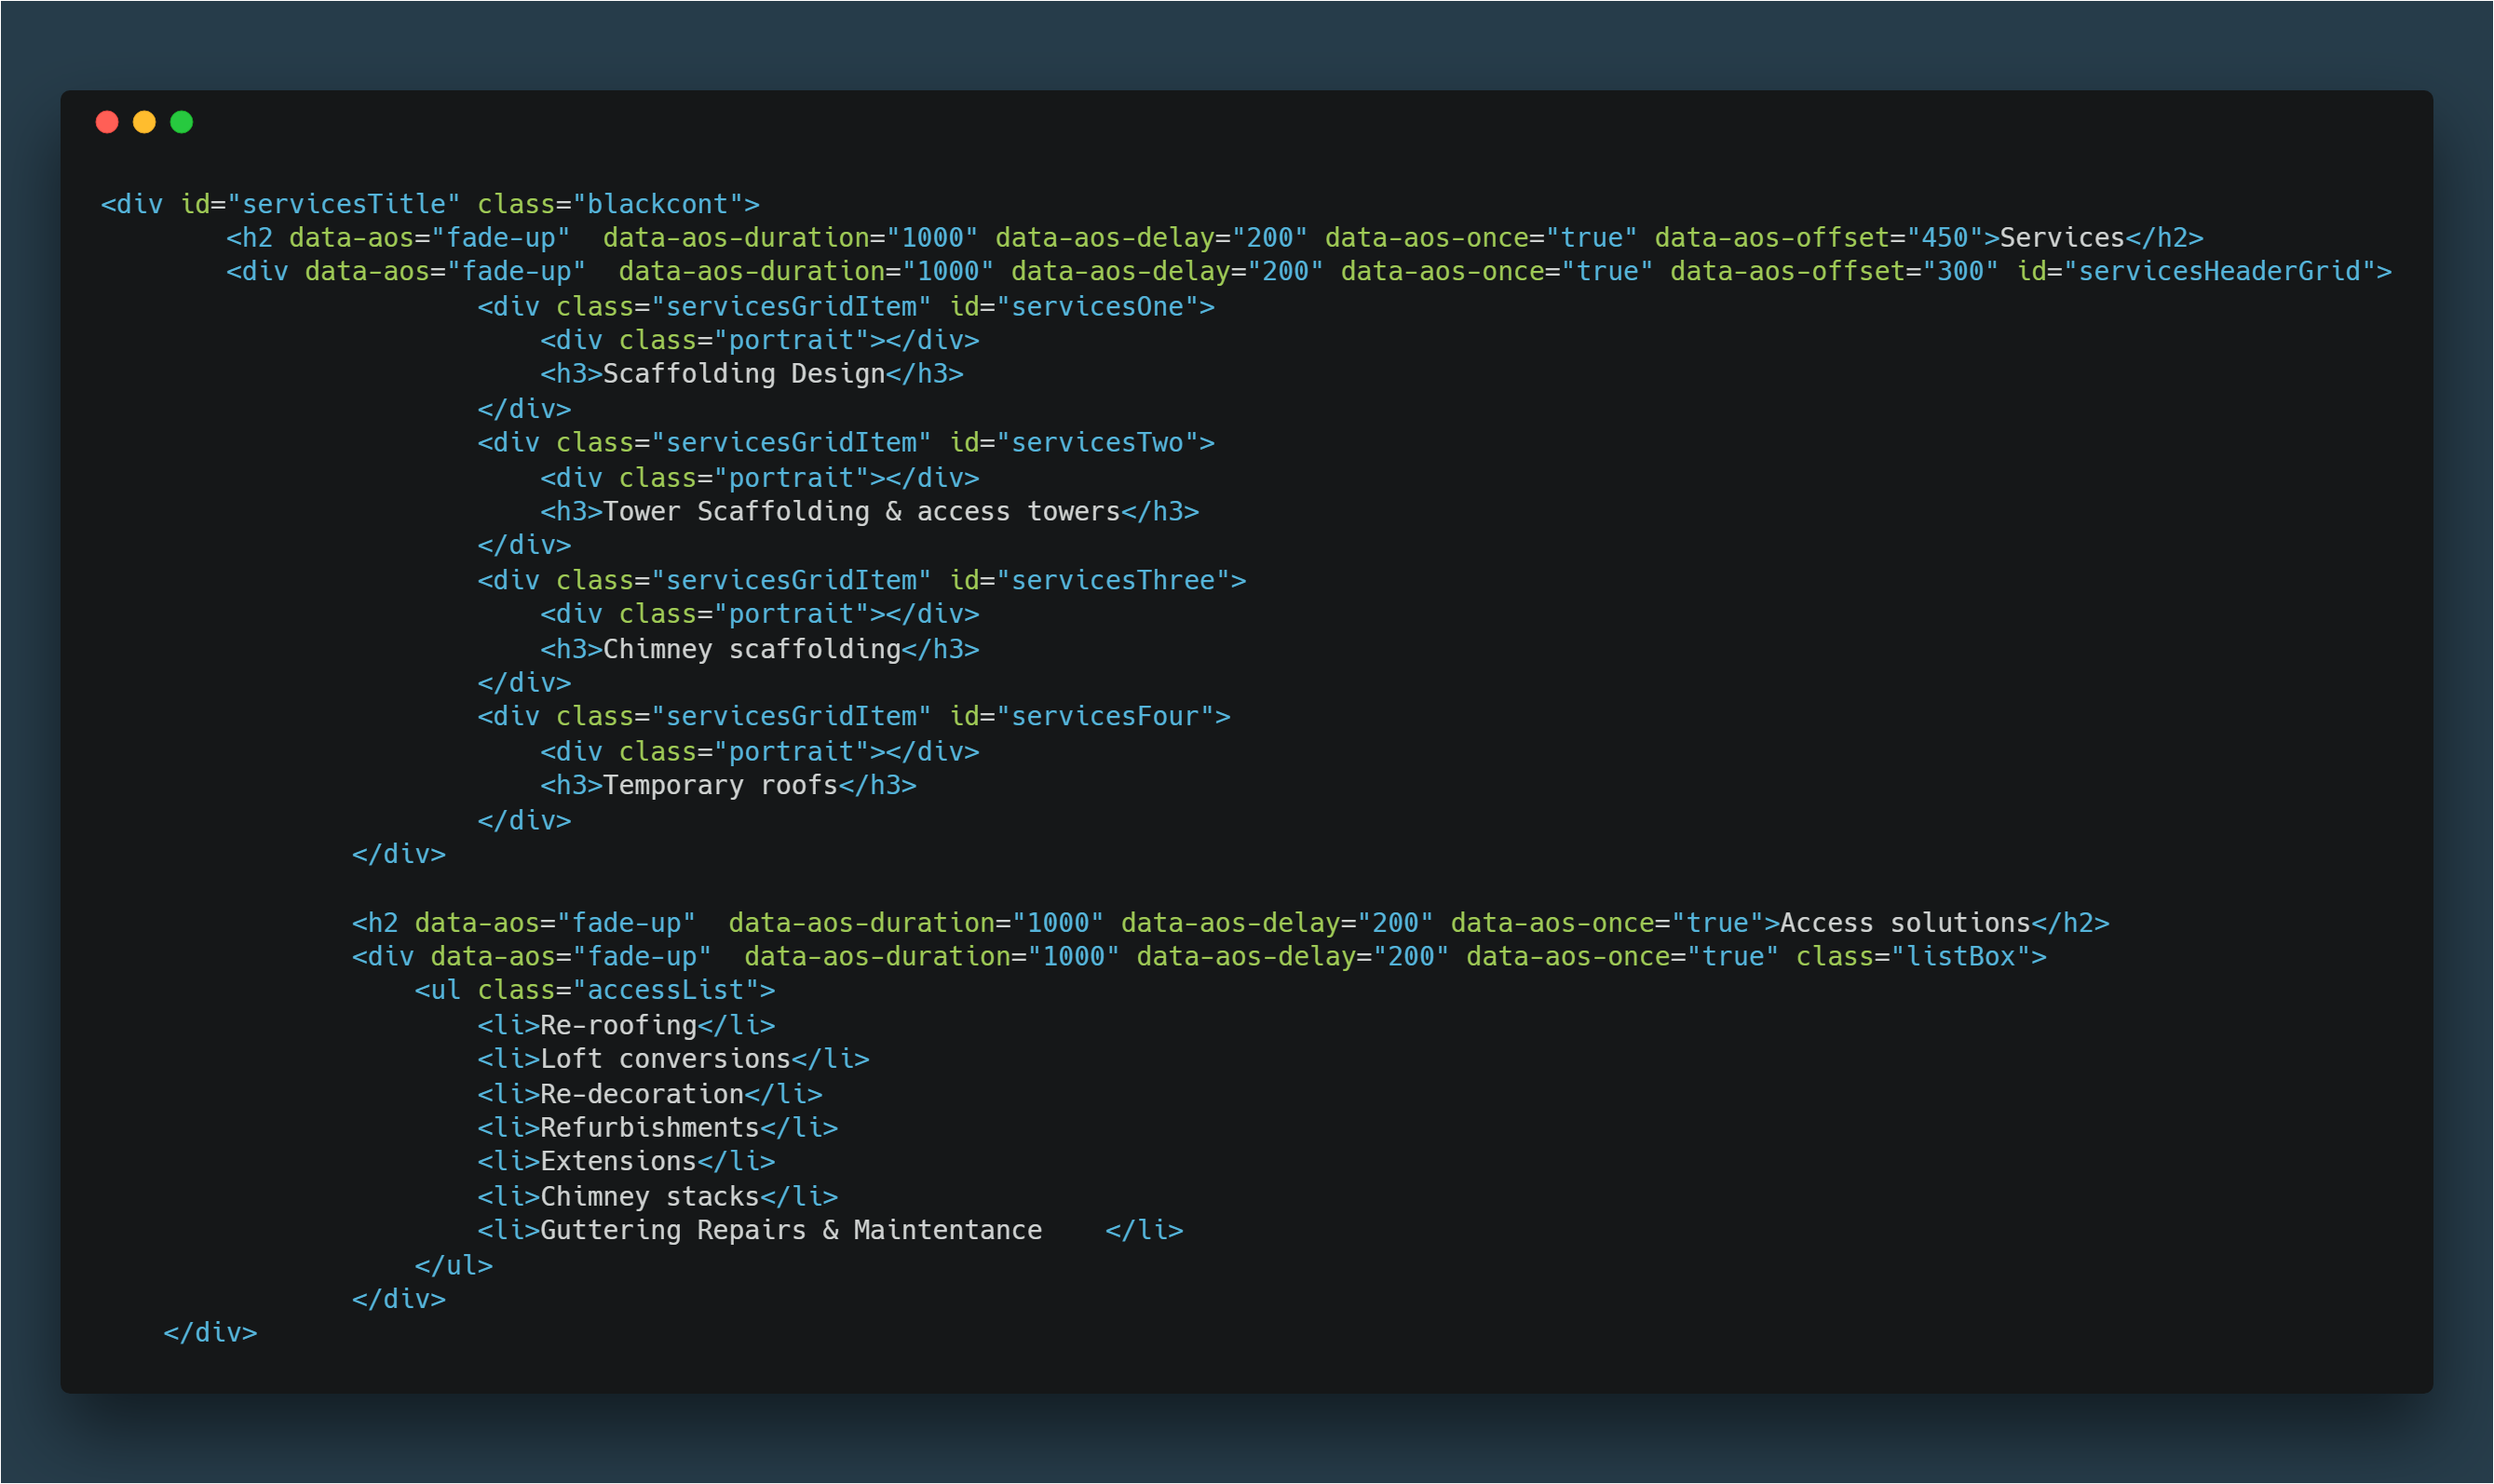 <div id="servicesTitle" class="blackcont">
        <h2 data-aos="fade-up"  data-aos-duration="1000" data-aos-delay="200" data-aos-once="true" data-aos-offset="450">Services</h2>
        <div data-aos="fade-up"  data-aos-duration="1000" data-aos-delay="200" data-aos-once="true" data-aos-offset="300" id="servicesHeaderGrid">
                        <div class="servicesGridItem" id="servicesOne">
                            <div class="portrait"></div>
                            <h3>Scaffolding Design</h3>
                        </div>
                        <div class="servicesGridItem" id="servicesTwo">
                            <div class="portrait"></div>
                            <h3>Tower Scaffolding & access towers</h3>
                        </div>
                        <div class="servicesGridItem" id="servicesThree">
                            <div class="portrait"></div>
                            <h3>Chimney scaffolding</h3>
                        </div>
                        <div class="servicesGridItem" id="servicesFour">
                            <div class="portrait"></div>
                            <h3>Temporary roofs</h3>
                        </div>
                </div>

                <h2 data-aos="fade-up"  data-aos-duration="1000" data-aos-delay="200" data-aos-once="true">Access solutions</h2>
                <div data-aos="fade-up"  data-aos-duration="1000" data-aos-delay="200" data-aos-once="true" class="listBox">
                    <ul class="accessList">
                        <li>Re-roofing</li>
                        <li>Loft conversions</li>
                        <li>Re-decoration</li>
                        <li>Refurbishments</li>
                        <li>Extensions</li>
                        <li>Chimney stacks</li>
                        <li>Guttering Repairs & Maintentance    </li>
                    </ul>
                </div>
    </div>